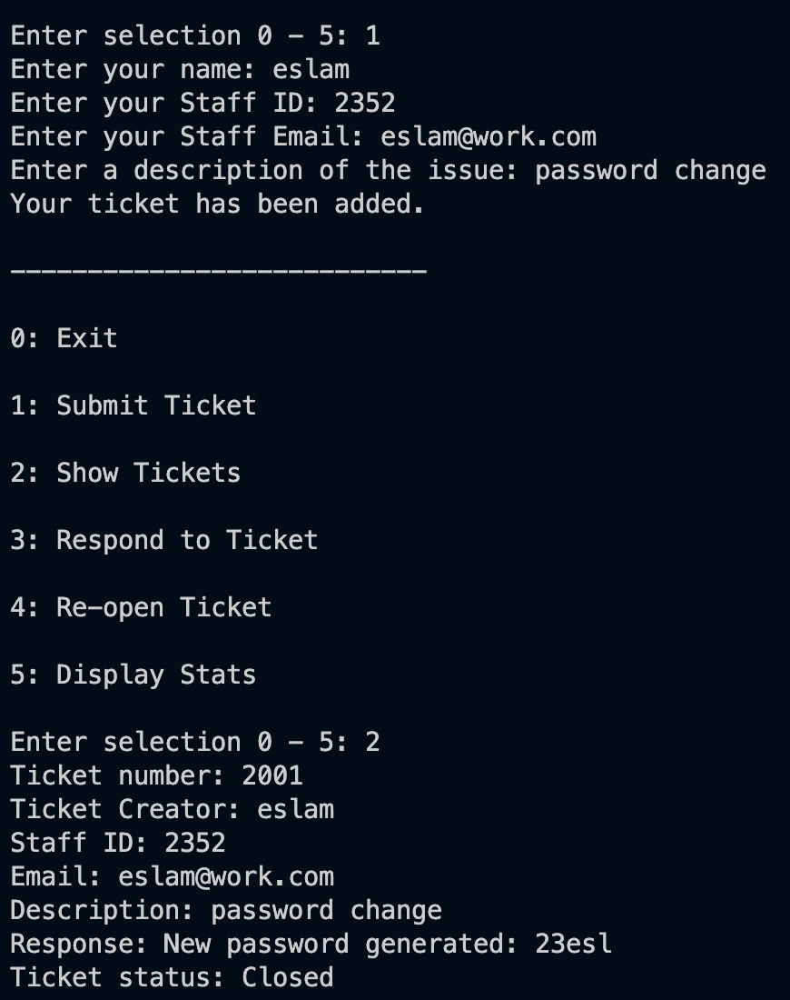 Enter selection 0 - 5: 1
Enter your name: eslam
Enter your Staff ID: 2352
Enter your Staff Email: eslam@work.com
Enter a description of the issue: password change
Your ticket has been added.
---------------------------
0: Exit
1: Submit Ticket
2: Show Tickets
3: Respond to Ticket
4: Re-open Ticket
5: Display Stats
Enter selection 0 - 5: 2
Ticket number: 2001
Ticket Creator: eslam
Staff ID: 2352
Email: eslam@work.com
Description: password change
Response: New password generated: 23esl
Ticket status: Closed